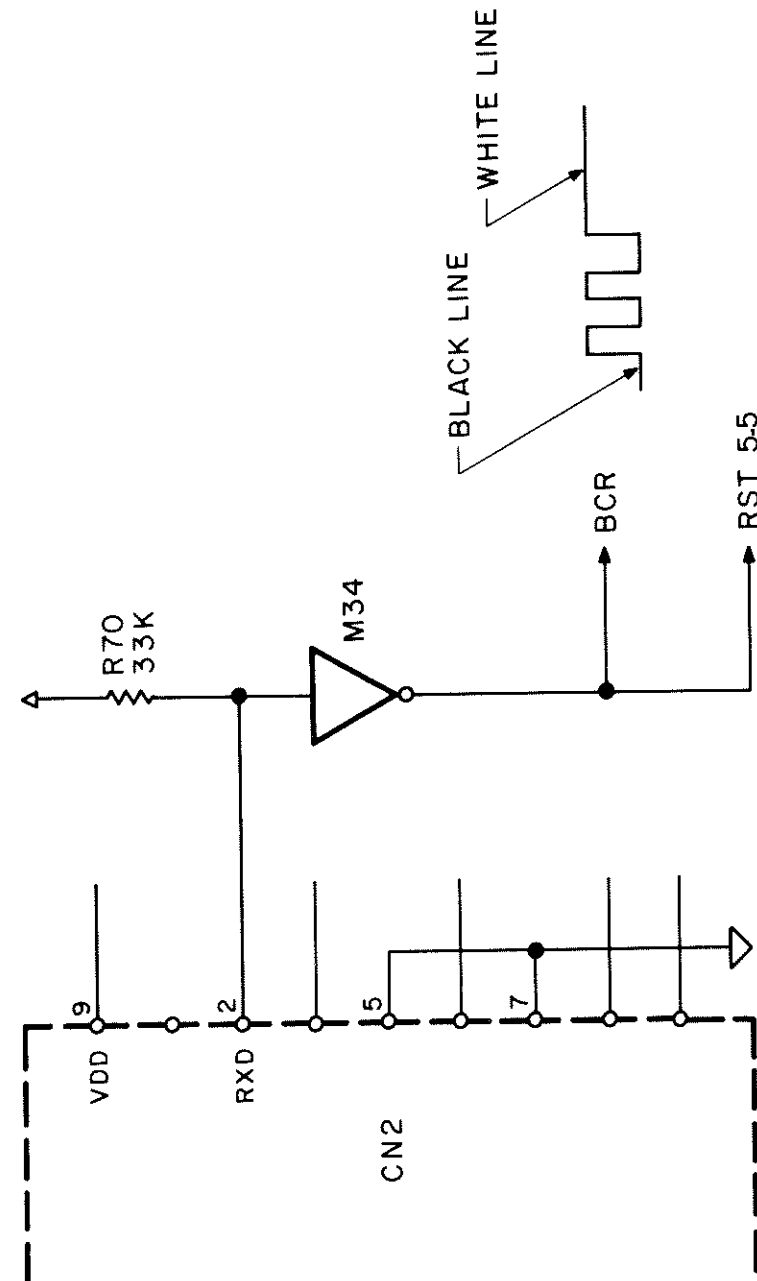 R70
33K
M34
BCR
RST 5-5
BLACK LINE
WHITE LINE
9
VDD
2
RXD
5
7
CN2